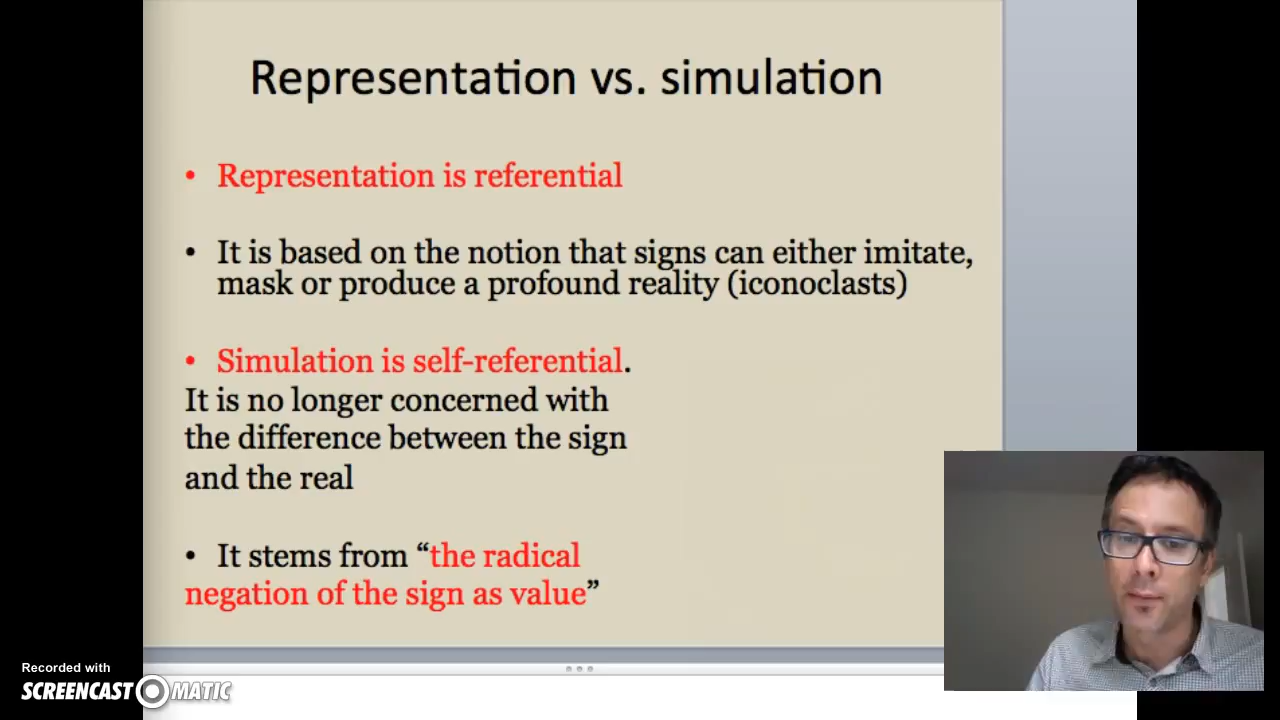 Representation vs. simulation
• Representation is referential
• It is based on the notion that signs can either imitate,
mask or produce a profound reality (iconoclasts)
• Simulation is self-referential.
It is no longer concerned with
the difference between the sign
and the real
• It stems from “the radical
negation of the sign as value”
Recorded with
SCREENCAST MATIC